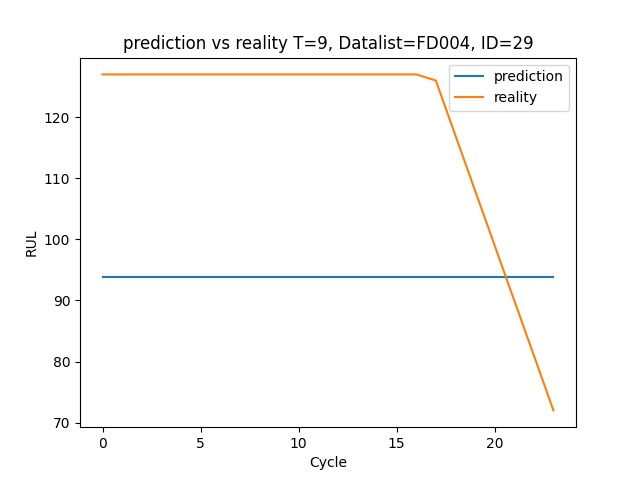 prediction vs reality T=9, Datalist=FD004, ID=29
prediction
reality
120
110
100
90
80
70
RUL
0 5 10 15 20
Cycle